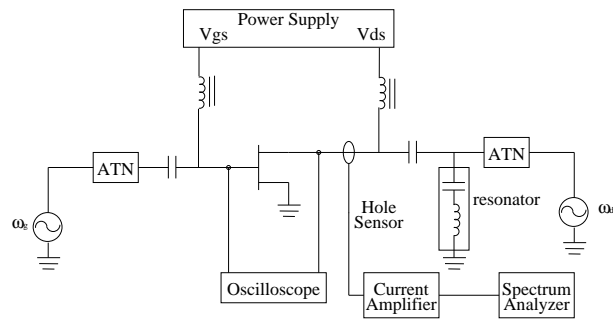 Power Supply
Vgs
Vds
ATN
ATN
ωg
resonator
Hole
Sensor
Oscilloscope
Current
Amplifier
Spectrum
Analyzer